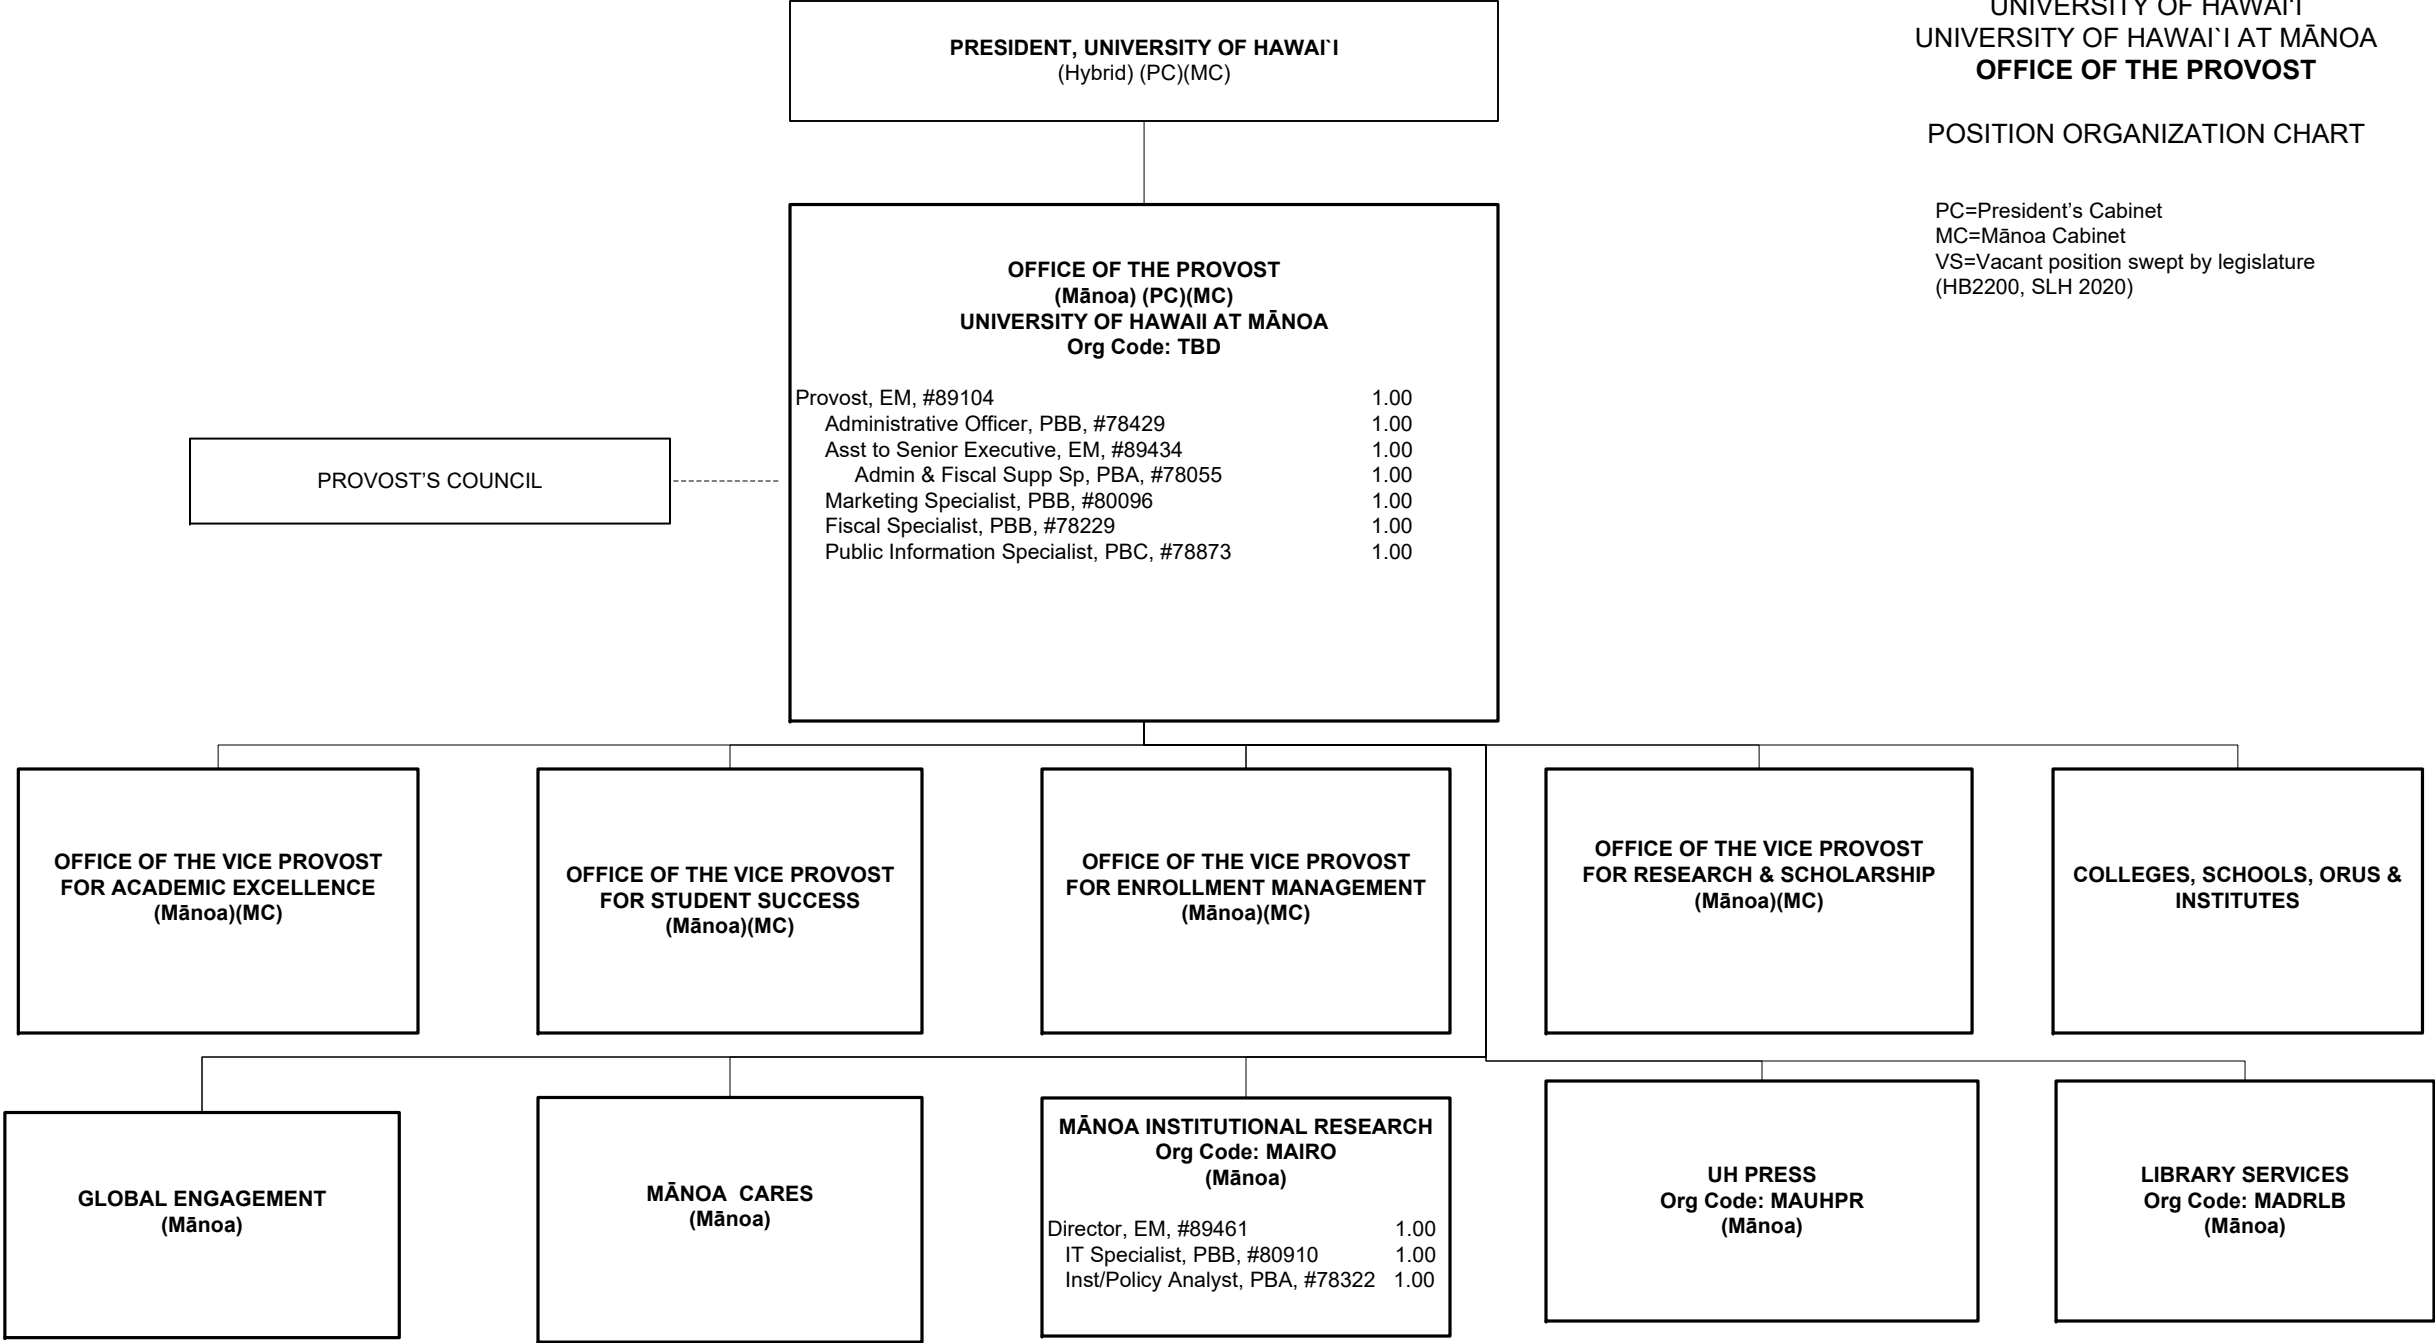 UNIVERSITY OF HAWAI'I
UNIVERSITY OF HAWAI`I AT MĀNOA
OFFICE OF THE PROVOST
POSITION ORGANIZATION CHART
PC=President's Cabinet
MC=Mānoa Cabinet
VS=Vacant position swept by legislature
(HB2200, SLH 2020)
PRESIDENT, UNIVERSITY OF HAWAI`I
(Hybrid) (PC)(MC)
OFFICE OF THE PROVOST
(Mānoa) (PC)(MC)
UNIVERSITY OF HAWAII AT MĀNOA
Org Code: TBD
Provost, EM, #89104 1.00
Administrative Officer, PBB, #78429 1.00
Asst to Senior Executive, EM, #89434 1.00
Admin & Fiscal Supp Sp, PBA, #78055 1.00
Marketing Specialist, PBB, #80096 1.00
Fiscal Specialist, PBB, #78229 1.00
Public Information Specialist, PBC, #78873 1.00
PROVOST'S COUNCIL
OFFICE OF THE VICE PROVOST
FOR ACADEMIC EXCELLENCE
(Mānoa)(MC)
OFFICE OF THE VICE PROVOST
FOR STUDENT SUCCESS
(Mānoa)(MC)
OFFICE OF THE VICE PROVOST
FOR ENROLLMENT MANAGEMENT
(Mānoa)(MC)
OFFICE OF THE VICE PROVOST
FOR RESEARCH & SCHOLARSHIP
(Mānoa)(MC)
COLLEGES, SCHOOLS, ORUS &
INSTITUTES
GLOBAL ENGAGEMENT
(Mānoa)
MĀNOA CARES
(Mānoa)
MĀNOA INSTITUTIONAL RESEARCH
Org Code: MAIRO
(Mānoa)
Director, EM, #89461 1.00
IT Specialist, PBB, #80910 1.00
Inst/Policy Analyst, PBA, #78322 1.00
UH PRESS
Org Code: MAUHPR
(Mānoa)
LIBRARY SERVICES
Org Code: MADRLB
(Mānoa)